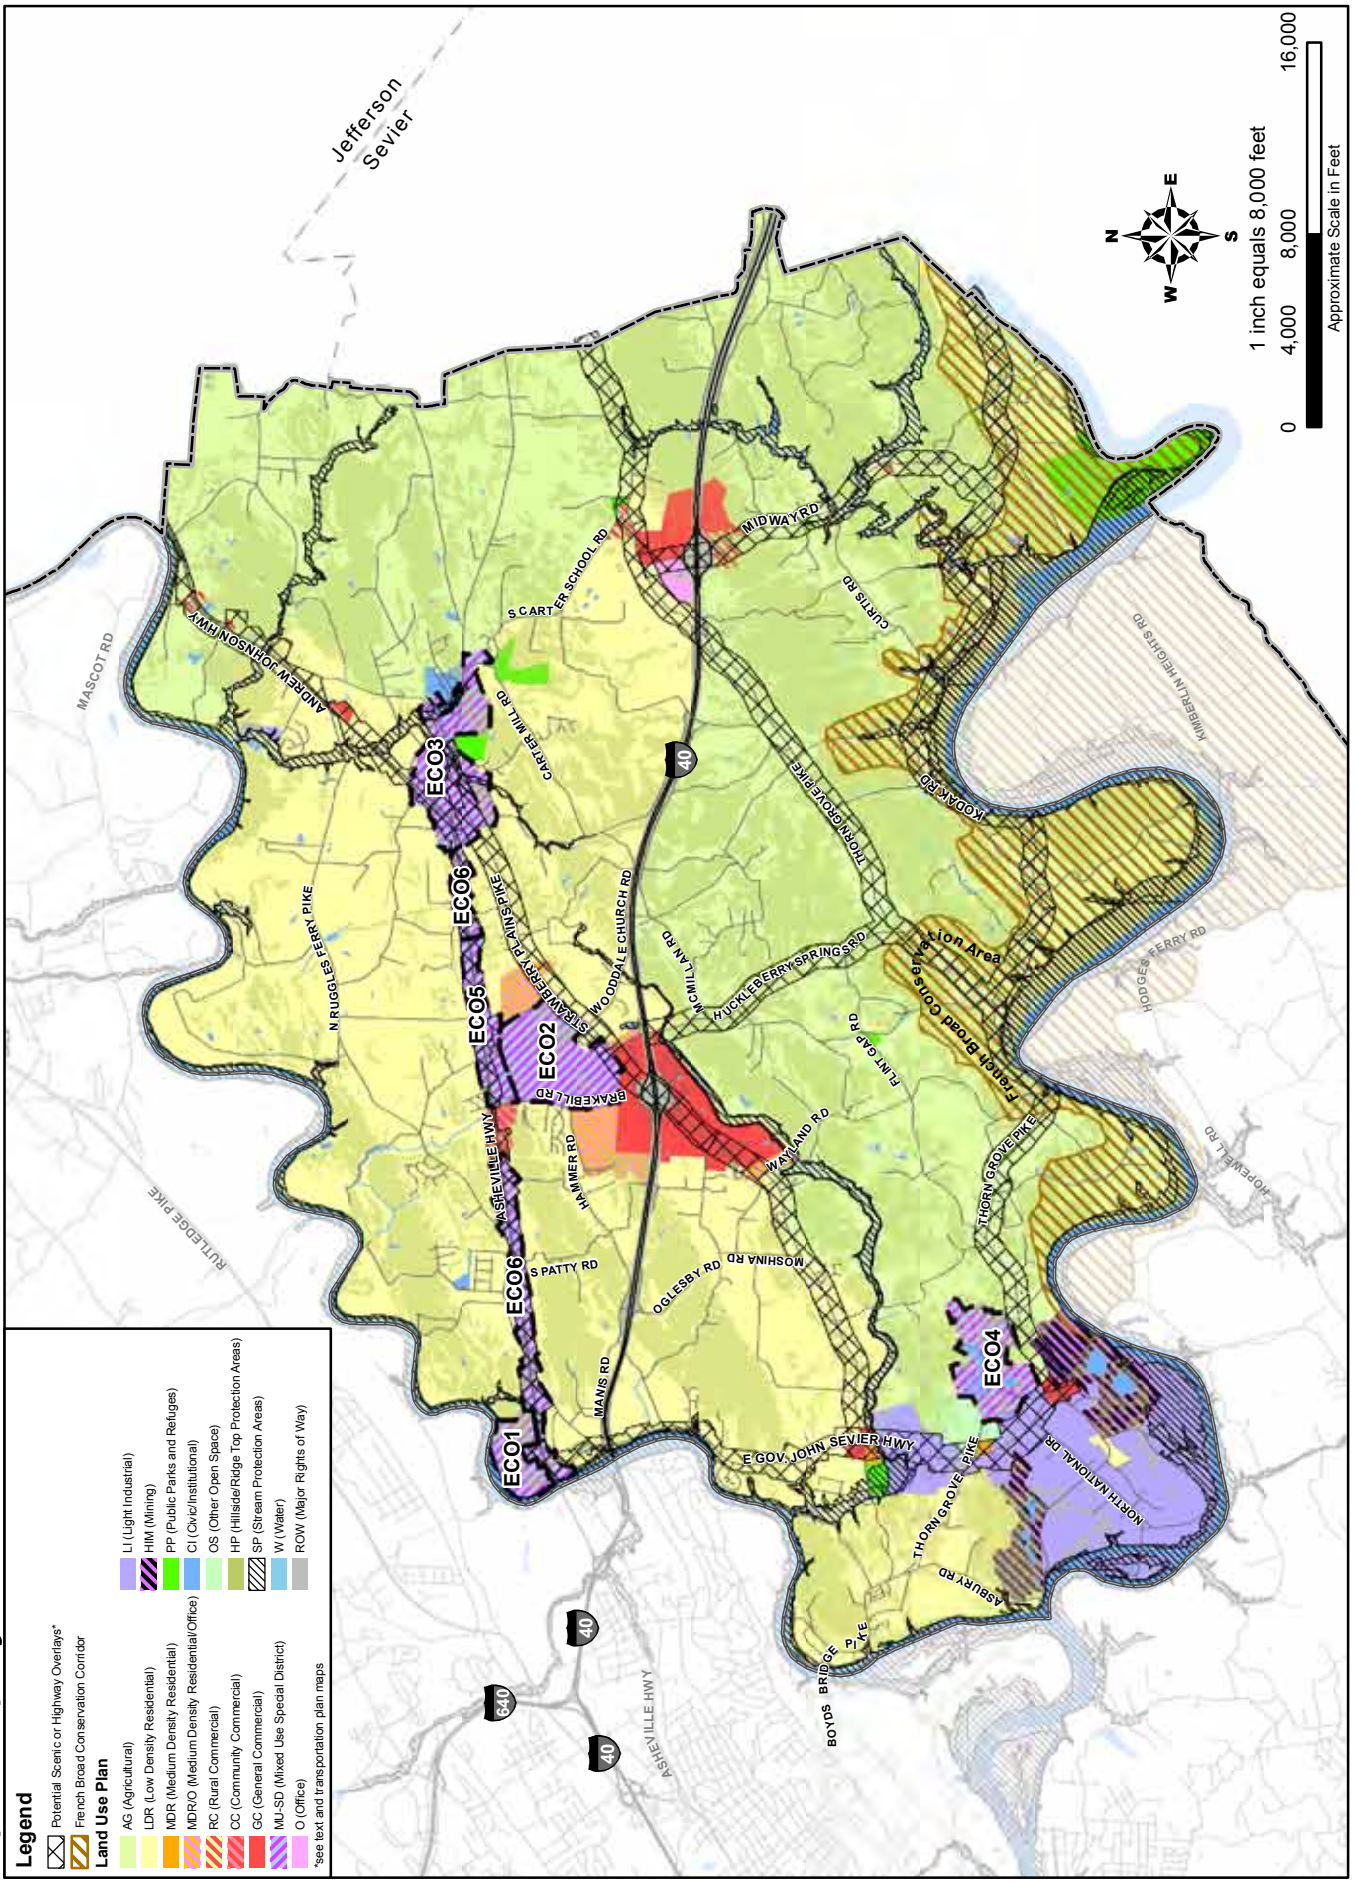 Legend
Potential Scenic or Highway Overlays*
French Broad Conservation Corridor
Land Use Plan
AG (Agricultural)
LDR (Low Density Residential)
MDR (Medium Density Residential)
MDR/O (Medium Density Residential/Office)
RC (Rural Commercial)
CC (Community Commercial)
GC (General Commercial)
MU-SD (Mixed Use Special District)
O (Office)
*see text and transportation plan maps
LI (Light Industrial)
HIM (Mining)
PP (Public Parks and Refuges)
CI (Civic/Institutional)
OS (Other Open Space)
HP (Hillside/Ridge Top Protection Areas)
SP (Stream Protection Areas)
W (Water)
ROW (Major Rights of Way)
Jefferson
Sevier
MASCOT RD
RUTLEDGE PIKE
ANDREW JOHNSON HWY
N RUGGLES FERRY PIKE
ECO3
ECO6
ECO5
ECO2
ECO6
ECO1
ECO4
CARTER MILL RD
S CARTER SCHOOL RD
STRAWBERRY PLAINS PIKE
WOODDALE CHURCH RD
BRAKEBILL RD
ASHEVILLE HWY
HAMMER RD
S PATTY RD
MANIS RD
OGLESBY RD
MOSHINA RD
WAYLAND RD
MCMILLAN RD
HUCKLEBERRY SPRINGS RD
FLINT GAP RD
MIDWAY RD
CURTIS RD
THORN GROVE PIKE
KODAK RD
French Broad Conservation Area
THORN GROVE PIKE
E GOV. JOHN SEVIER HWY
THORN GROVE PIKE
NORTH NATIONAL DR
ASBURY RD
BOYDS BRIDGE PIKE
ASHEVILLE HWY
KIMBERLIN HEIGHTS RD
HODGES FERRY RD
HOPEWELL RD
40
40
40
640
N
E
S
W
1 inch equals 8,000 feet
0
4,000
8,000
16,000
Approximate Scale in Feet